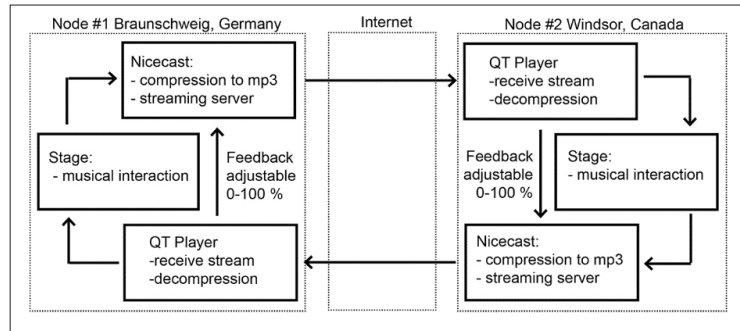 Node #1 Braunschweig, Germany
Internet
Node #2 Windsor, Canada
Nicecast:
- compression to mp3
- streaming server
Stage:
- musical interaction
Feedback
adjustable
0-100 %
QT Player
-receive stream
-decompression
QT Player
-receive stream
-decompression
Feedback
adjustable
0-100 %
Stage:
- musical interaction
Nicecast:
- compression to mp3
- streaming server